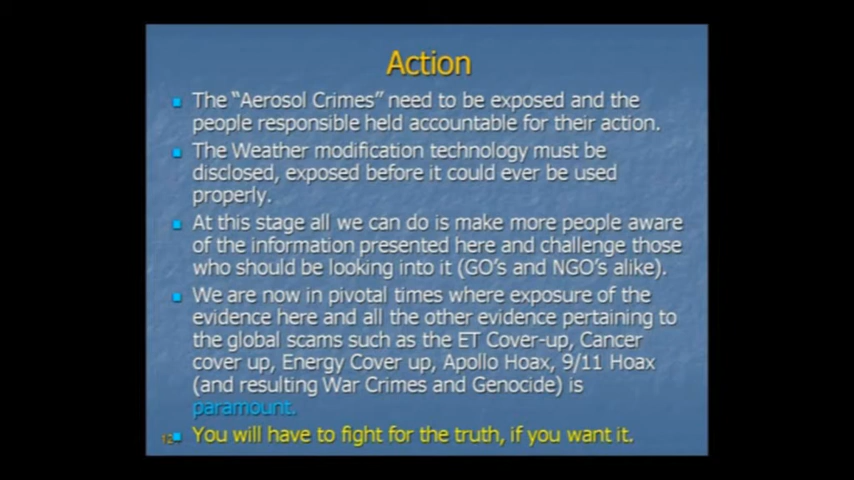 Action
The “Aerosol Crimes” need to be exposed and the
people responsible held accountable for their action.
The Weather modification technology must be
disclosed, exposed before it could ever be used
properly.
At this stage all we can do is make more people aware
of the information presented here and challenge those
who should be looking into it (GO’s and NGO’s alike).
We are now in pivotal times where exposure of the
evidence here and all the other evidence pertaining to
the global scams such as the ET Cover-up, Cancer
cover up, Energy Cover up, Apollo Hoax, 9/11 Hoax
(and resulting War Crimes and Genocide) is
paramount.
You will have to fight for the truth, if you want it.